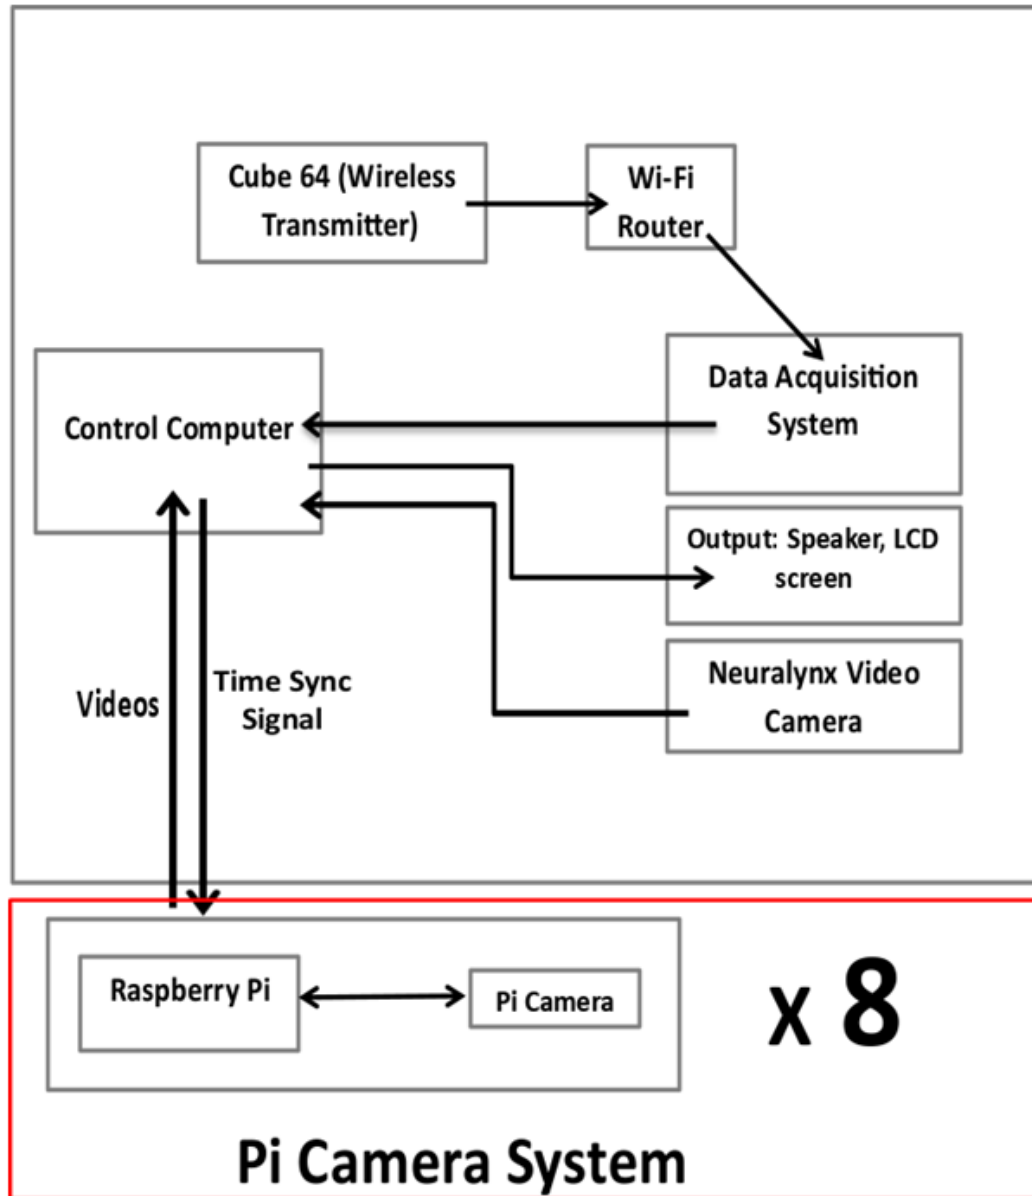 Cube 64 (Wireless
Transmitter)
Wi-Fi
Router
Data Acquisition
System
Control Computer
Output: Speaker, LCD
screen
Neuralynx Video
Camera
Videos
Time Sync
Signal
Raspberry Pi
Pi Camera
x 8
Pi Camera System